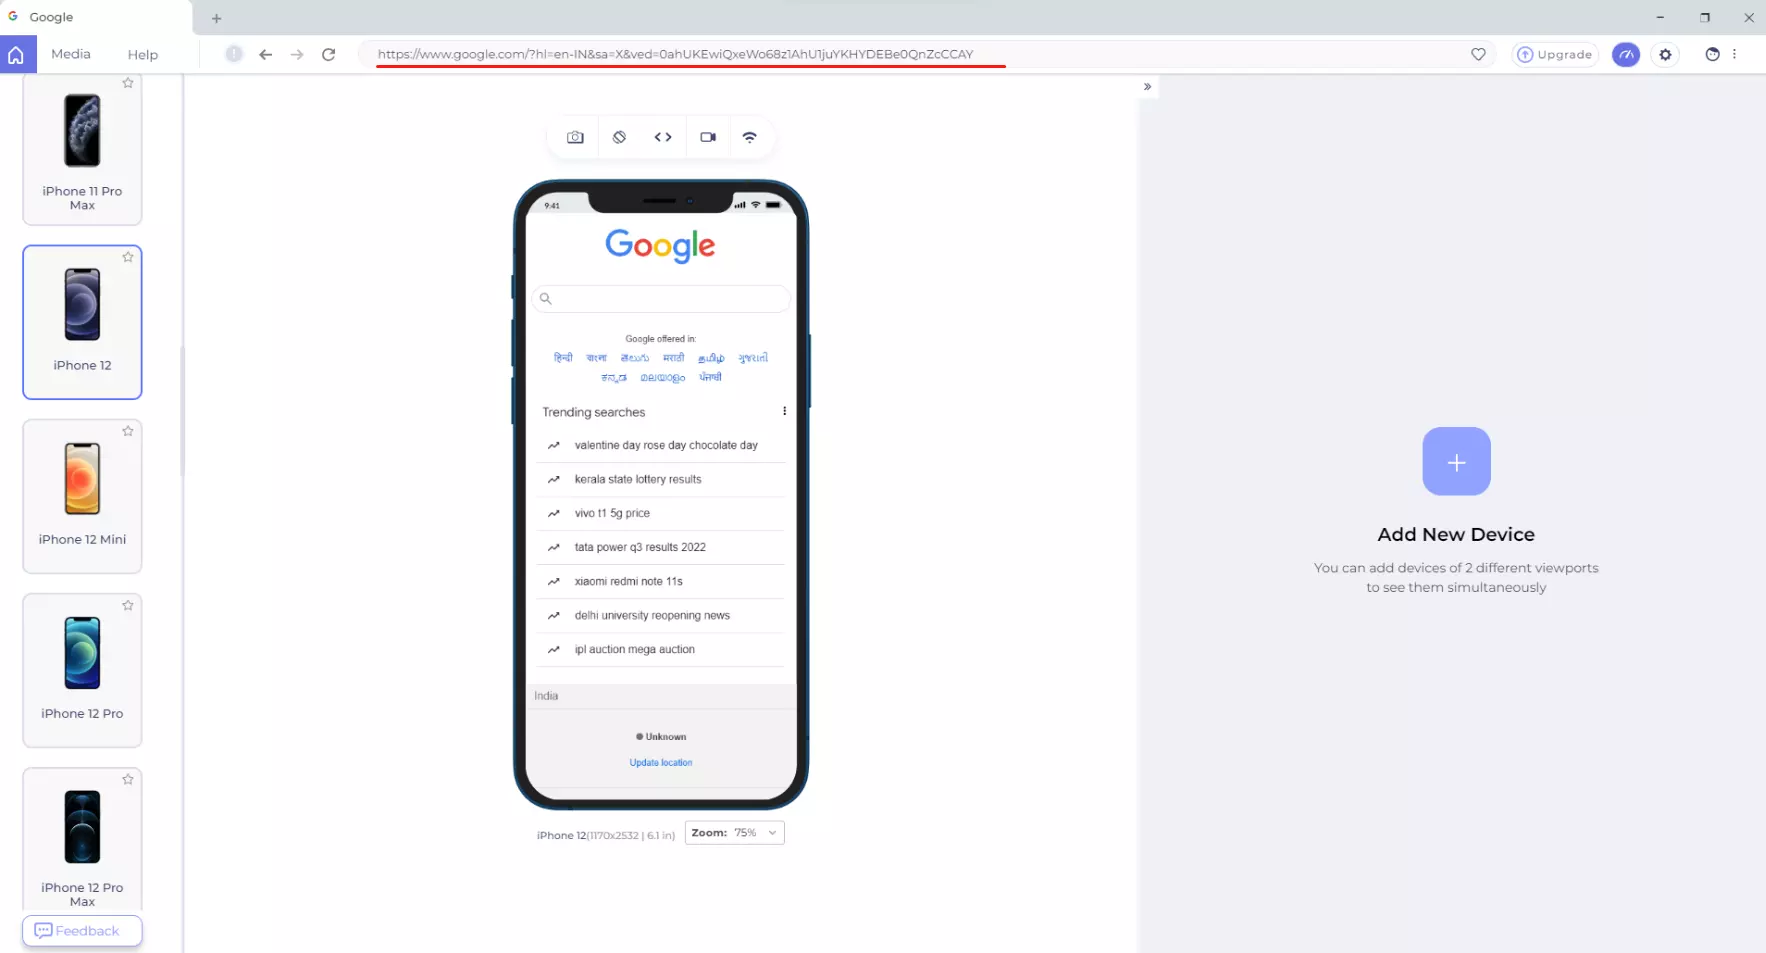 Google
Media
Help
https://www.google.com/?hl=en-IN&sa=X&ved=0ahUKEwiQxeWo68z1AhU1juYKHYDEBe0QnZcCCAY
Upgrade
iPhone 11 Pro
Max
iPhone 12
iPhone 12 Mini
iPhone 12 Pro
iPhone 12 Pro
Max
Feedback
9:41
Google
Google offered in:
हिन्दी বাংলা తెలుగు मराठी தமிழ் ગુજરાતી
ಕನ್ನಡ മലയാളം ਪੰਜਾਬੀ
Trending searches
valentine day rose day chocolate day
kerala state lottery results
vivo t1 5g price
tata power q3 results 2022
xiaomi redmi note 11s
delhi university reopening news
ipl auction mega auction
India
Unknown
Update location
iPhone 12(1170x2532 | 6.1 in)
Zoom: 75%
Add New Device
You can add devices of 2 different viewports
to see them simultaneously